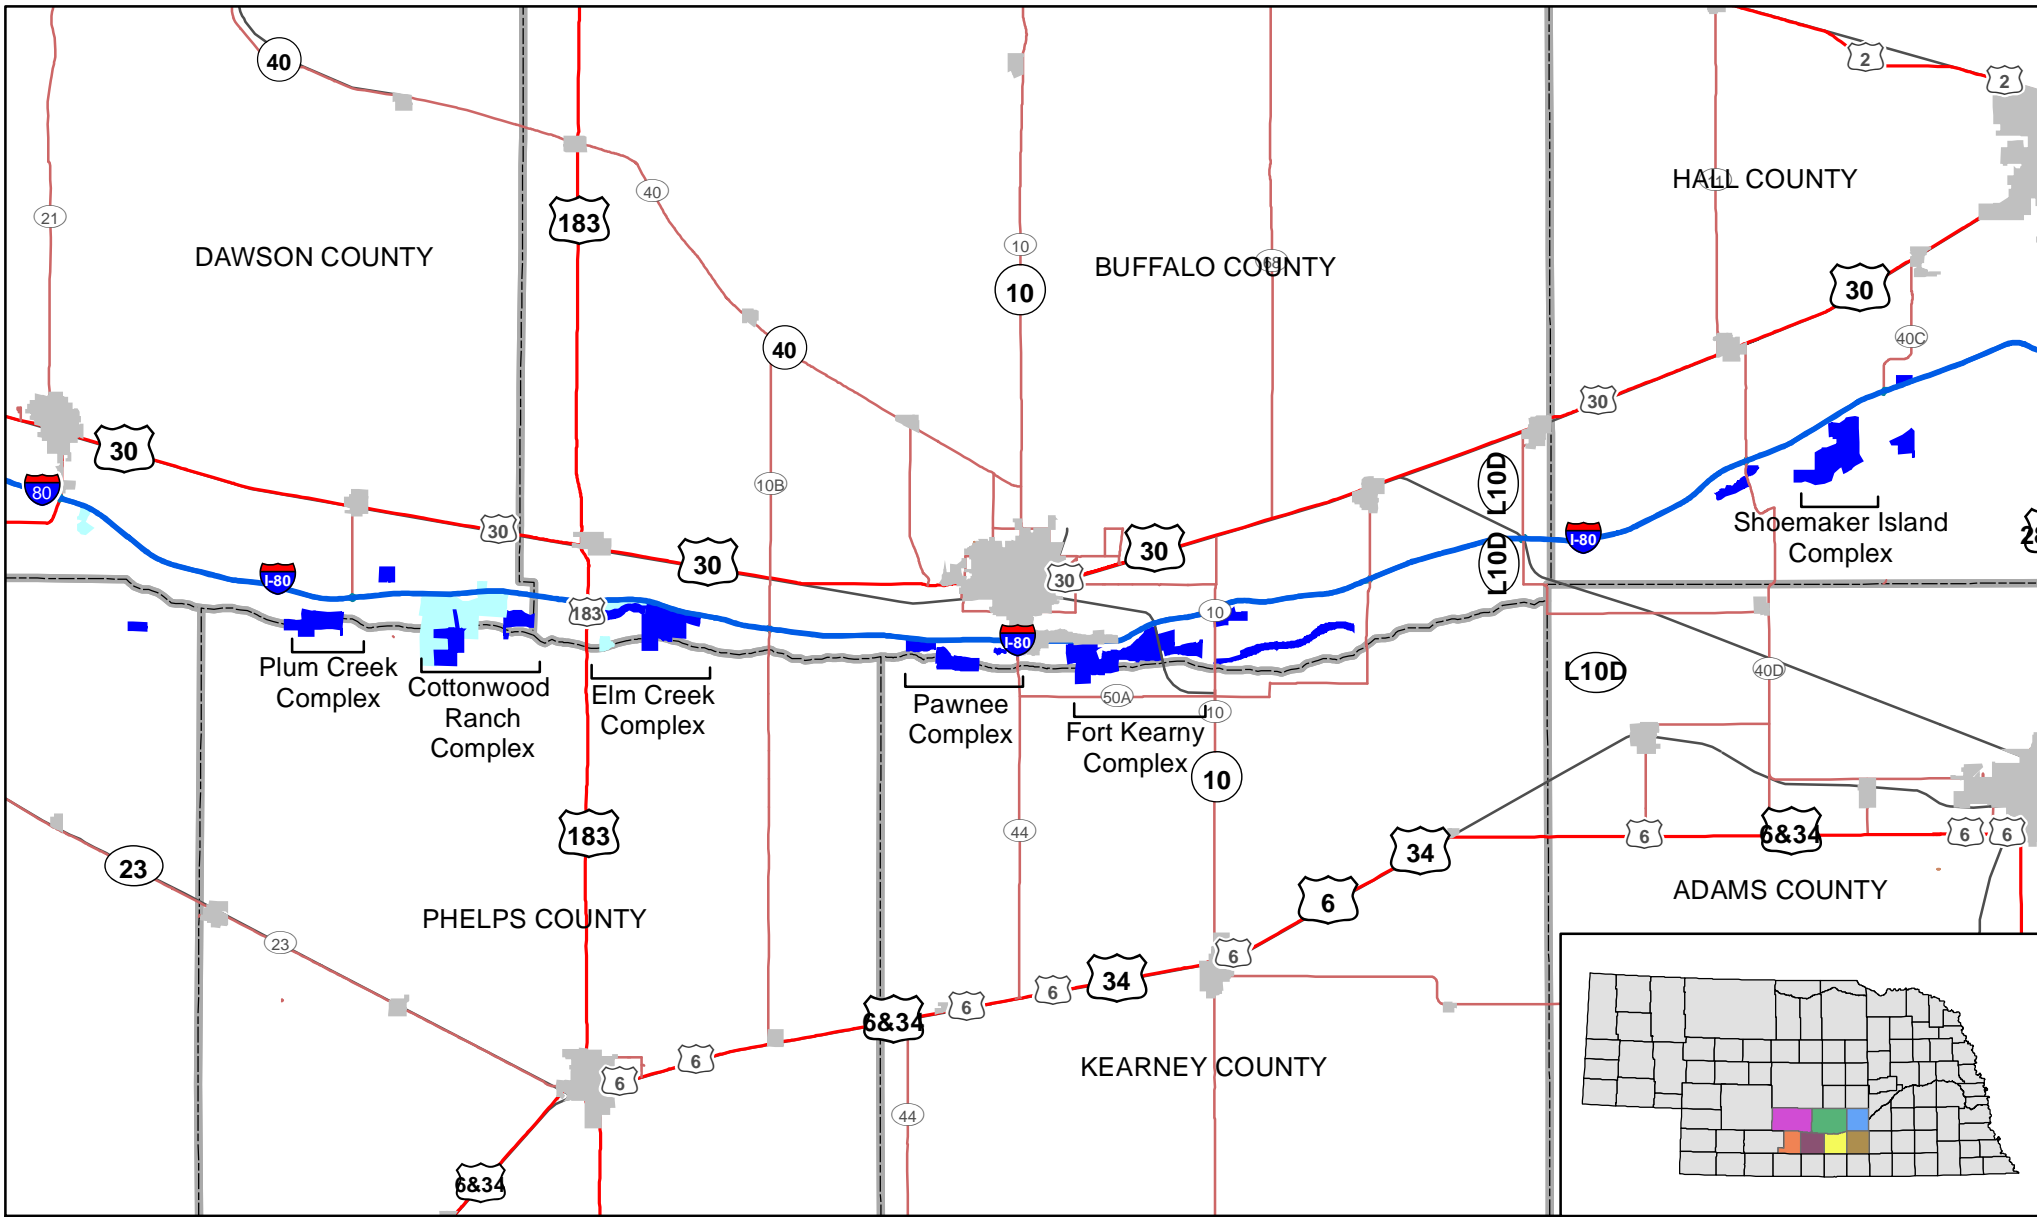 40
2
2
HALL COUNTY
11
40
183
21
DAWSON COUNTY
10
BUFFALO COUNTY
68
10
30
40
40C
30
30
80
10B
L10D
30
30
30
30
L10D
I-80
Shoemaker Island
Complex
28
I-80
183
10
I-80
Plum Creek
Complex
Cottonwood
Ranch
Complex
Elm Creek
Complex
Pawnee
Complex
50A
Fort Kearny
Complex
10
L10D
40D
10
183
44
23
34
6
6&34
6
6
ADAMS COUNTY
6
PHELPS COUNTY
23
6
34
6
6
6&34
6
6
KEARNEY COUNTY
44
6&34